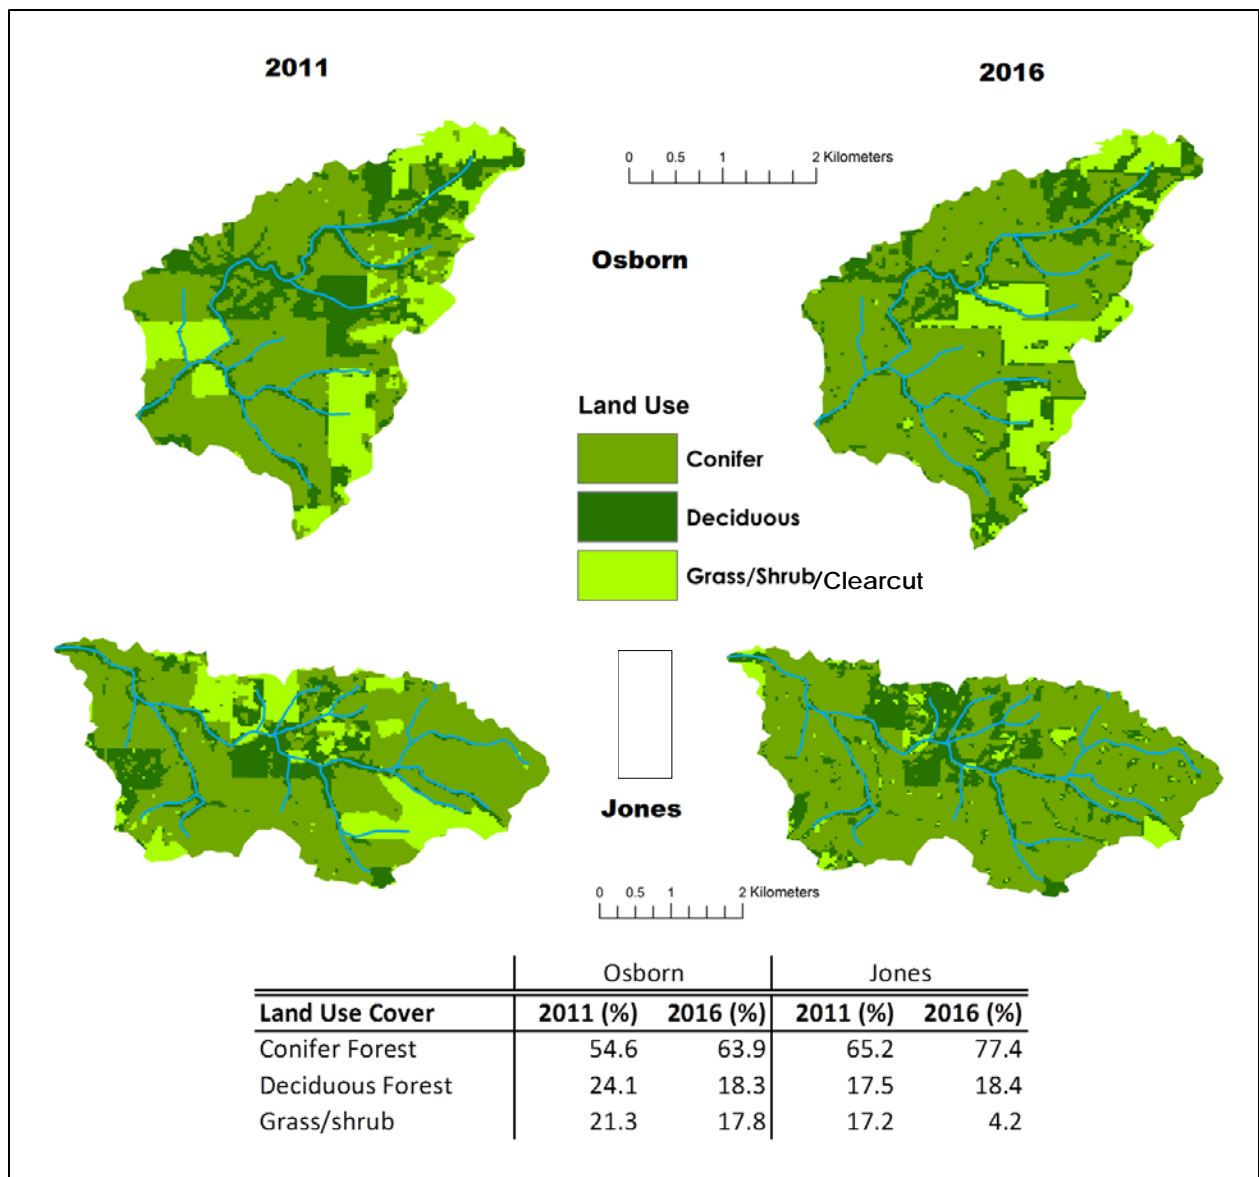 2011
2016
0 0.5 1 2 Kilometers
Osborn
Land Use
Conifer
Deciduous
Grass/Shrub/Clearcut
Jones
0 0.5 1 2 Kilometers
Osborn Jones
Land Use Cover 2011 (%) 2016 (%) 2011 (%) 2016 (%)
Conifer Forest 54.6 63.9 65.2 77.4
Deciduous Forest 24.1 18.3 17.5 18.4
Grass/shrub 21.3 17.8 17.2 4.2